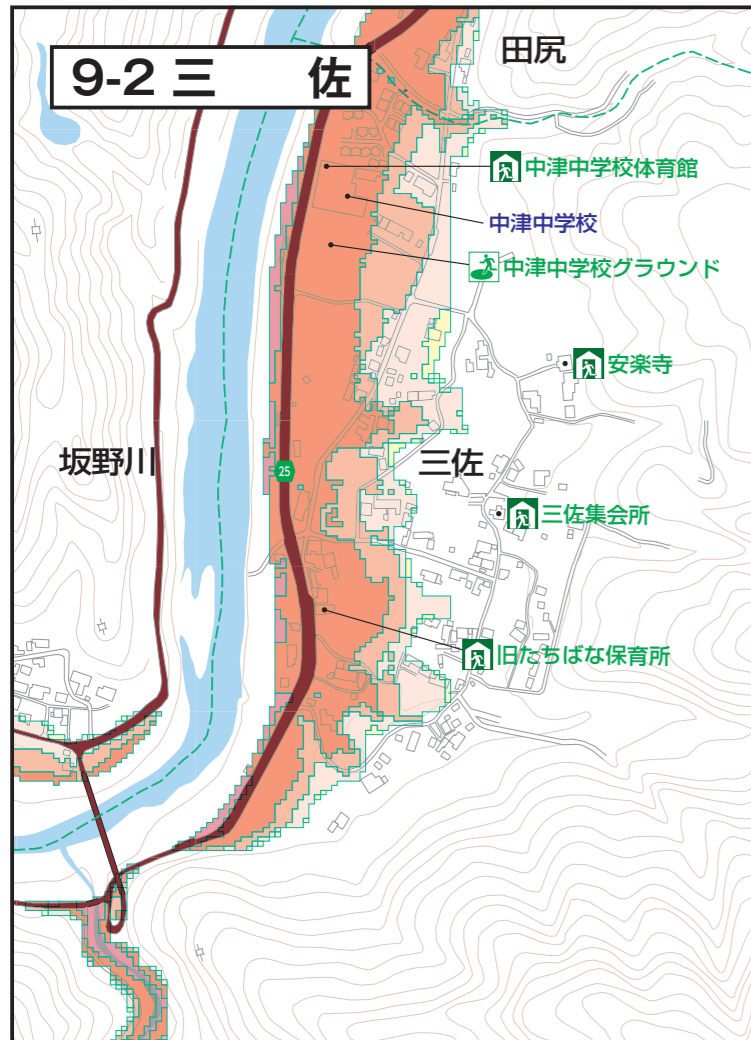 9-2 三 佐
田尻
中津中学校体育館
中津中学校
中津中学校グラウンド
安楽寺
坂野川
三佐
25
三佐集会所
旧たちばな保育所